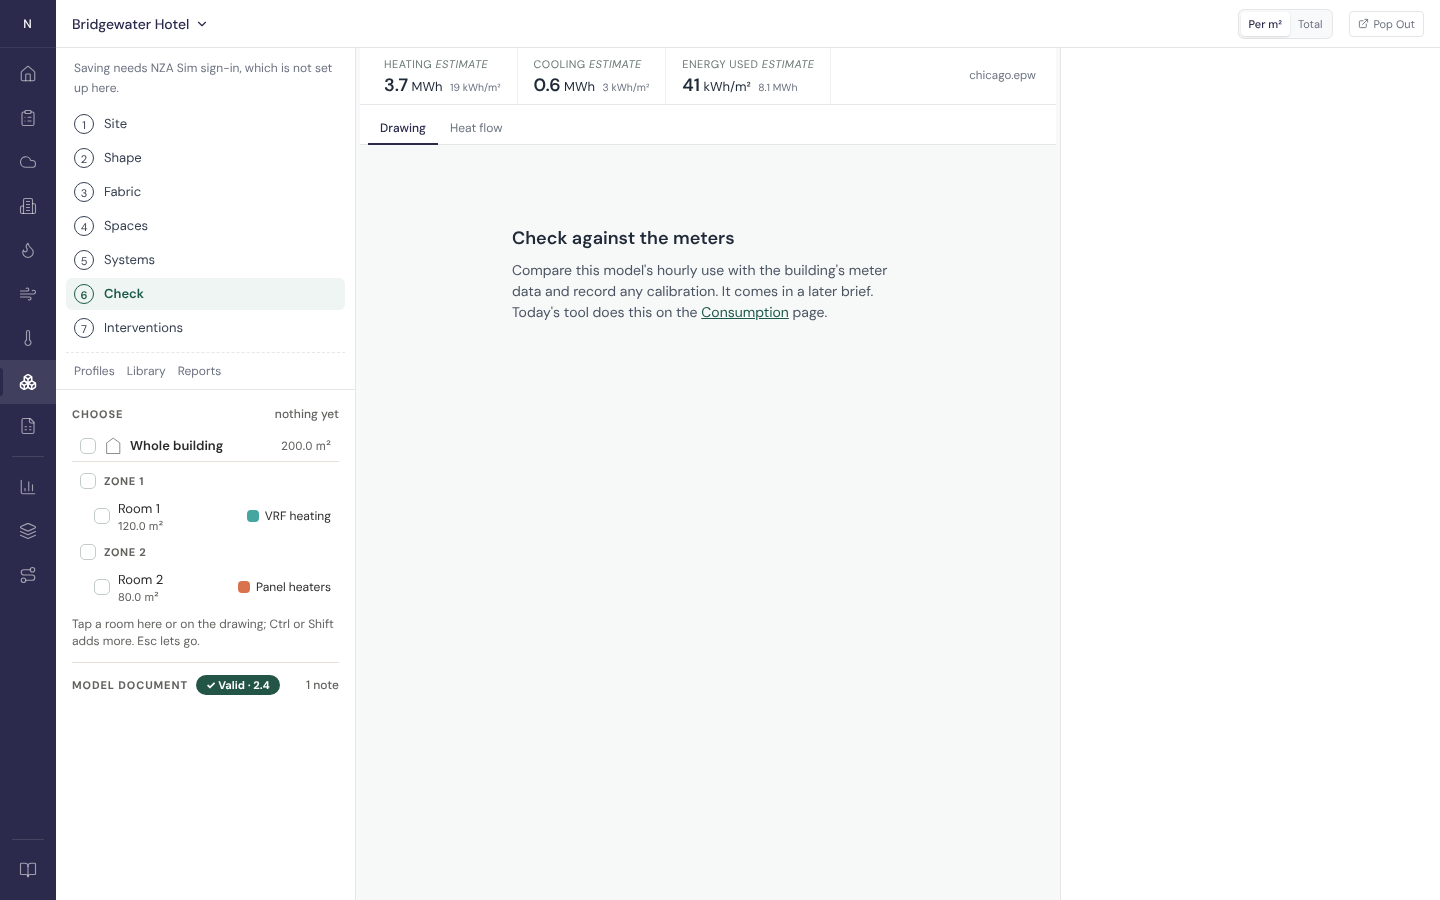 N
Bridgewater Hotel
Per m²
Total
Pop Out
Saving needs NZA Sim sign-in, which is not set
up here.
1 Site
2 Shape
3 Fabric
4 Spaces
5 Systems
6 Check
7 Interventions
Profiles Library Reports
CHOOSE nothing yet
Whole building 200.0 m²
ZONE 1
Room 1
120.0 m²
VRF heating
ZONE 2
Room 2
80.0 m²
Panel heaters
Tap a room here or on the drawing; Ctrl or Shift
adds more. Esc lets go.
MODEL DOCUMENT ✓ Valid · 2.4 1 note
HEATING ESTIMATE
3.7 MWh 19 kWh/m²
COOLING ESTIMATE
0.6 MWh 3 kWh/m²
ENERGY USED ESTIMATE
41 kWh/m² 8.1 MWh
chicago.epw
Drawing Heat flow
Check against the meters
Compare this model's hourly use with the building's meter
data and record any calibration. It comes in a later brief.
Today's tool does this on the Consumption page.